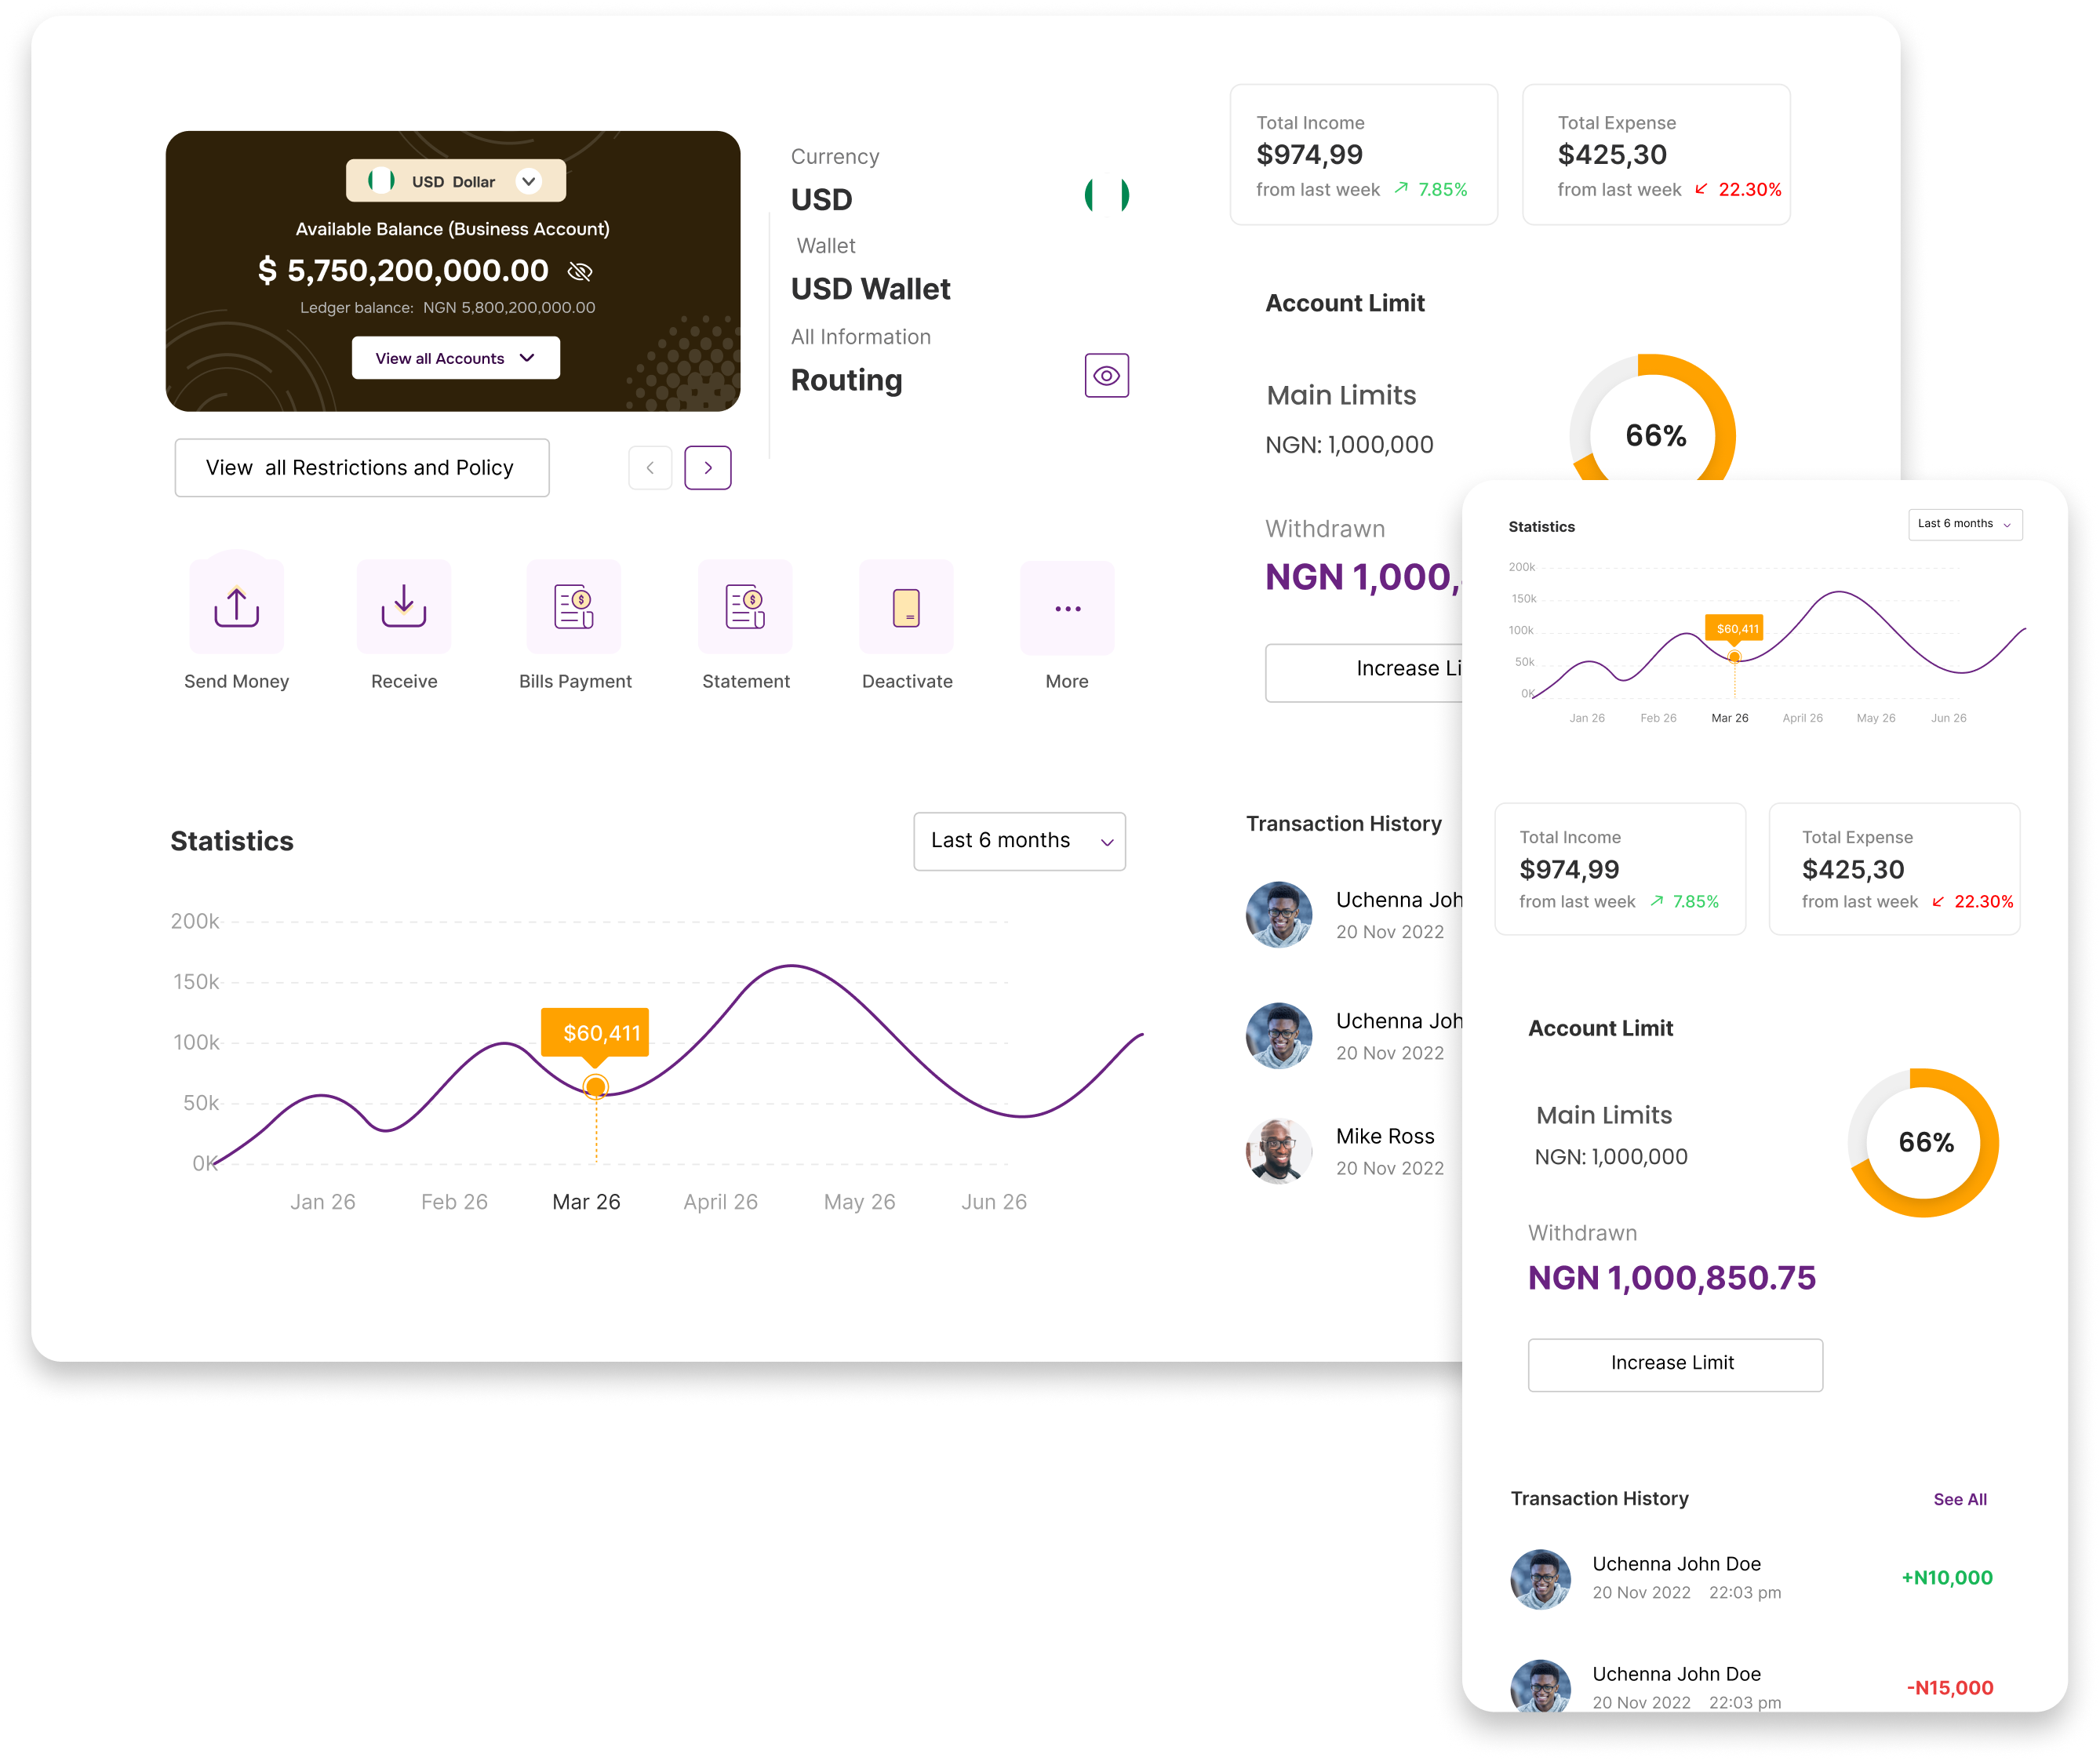 USD Dollar
Available Balance (Business Account)
$ 5,750,200,000.00
Ledger balance: NGN 5,800,200,000.00
View all Accounts
View all Restrictions and Policy
Currency
USD
Wallet
USD Wallet
All Information
Routing
Total Income
$974,99
from last week 7.85%
Total Expense
$425,30
from last week 22.30%
Account Limit
Main Limits
NGN: 1,000,000
66%
Withdrawn
NGN 1,000,
Increase Li
Send Money
Receive
Bills Payment
Statement
Deactivate
More
Statistics
Last 6 months
200k
150k
100k
50k
0K
$60,411
Jan 26
Feb 26
Mar 26
April 26
May 26
Jun 26
Transaction History
Uchenna Joh
20 Nov 2022
Uchenna Joh
20 Nov 2022
Mike Ross
20 Nov 2022
Statistics
Last 6 months
200k
150k
100k
50k
0K
$60,411
Jan 26
Feb 26
Mar 26
April 26
May 26
Jun 26
Total Income
$974,99
from last week 7.85%
Total Expense
$425,30
from last week 22.30%
Account Limit
Main Limits
NGN: 1,000,000
66%
Withdrawn
NGN 1,000,850.75
Increase Limit
Transaction History
See All
Uchenna John Doe
20 Nov 2022 22:03 pm
+N10,000
Uchenna John Doe
20 Nov 2022 22:03 pm
-N15,000